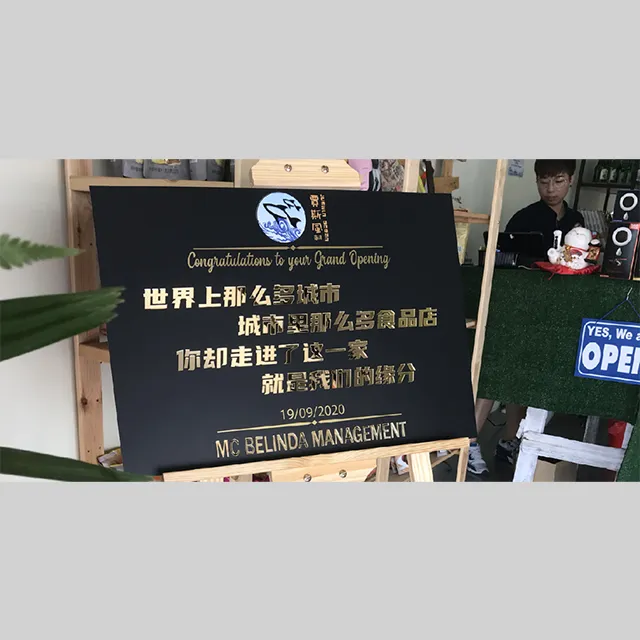 Congratulations to your Grand Opening
世界上那么多城市
城市里那么多食品店
你却走进了这一家
就是我们的缘分
19/09/2020
MC BELINDA MANAGEMENT
YES, We a
OPE